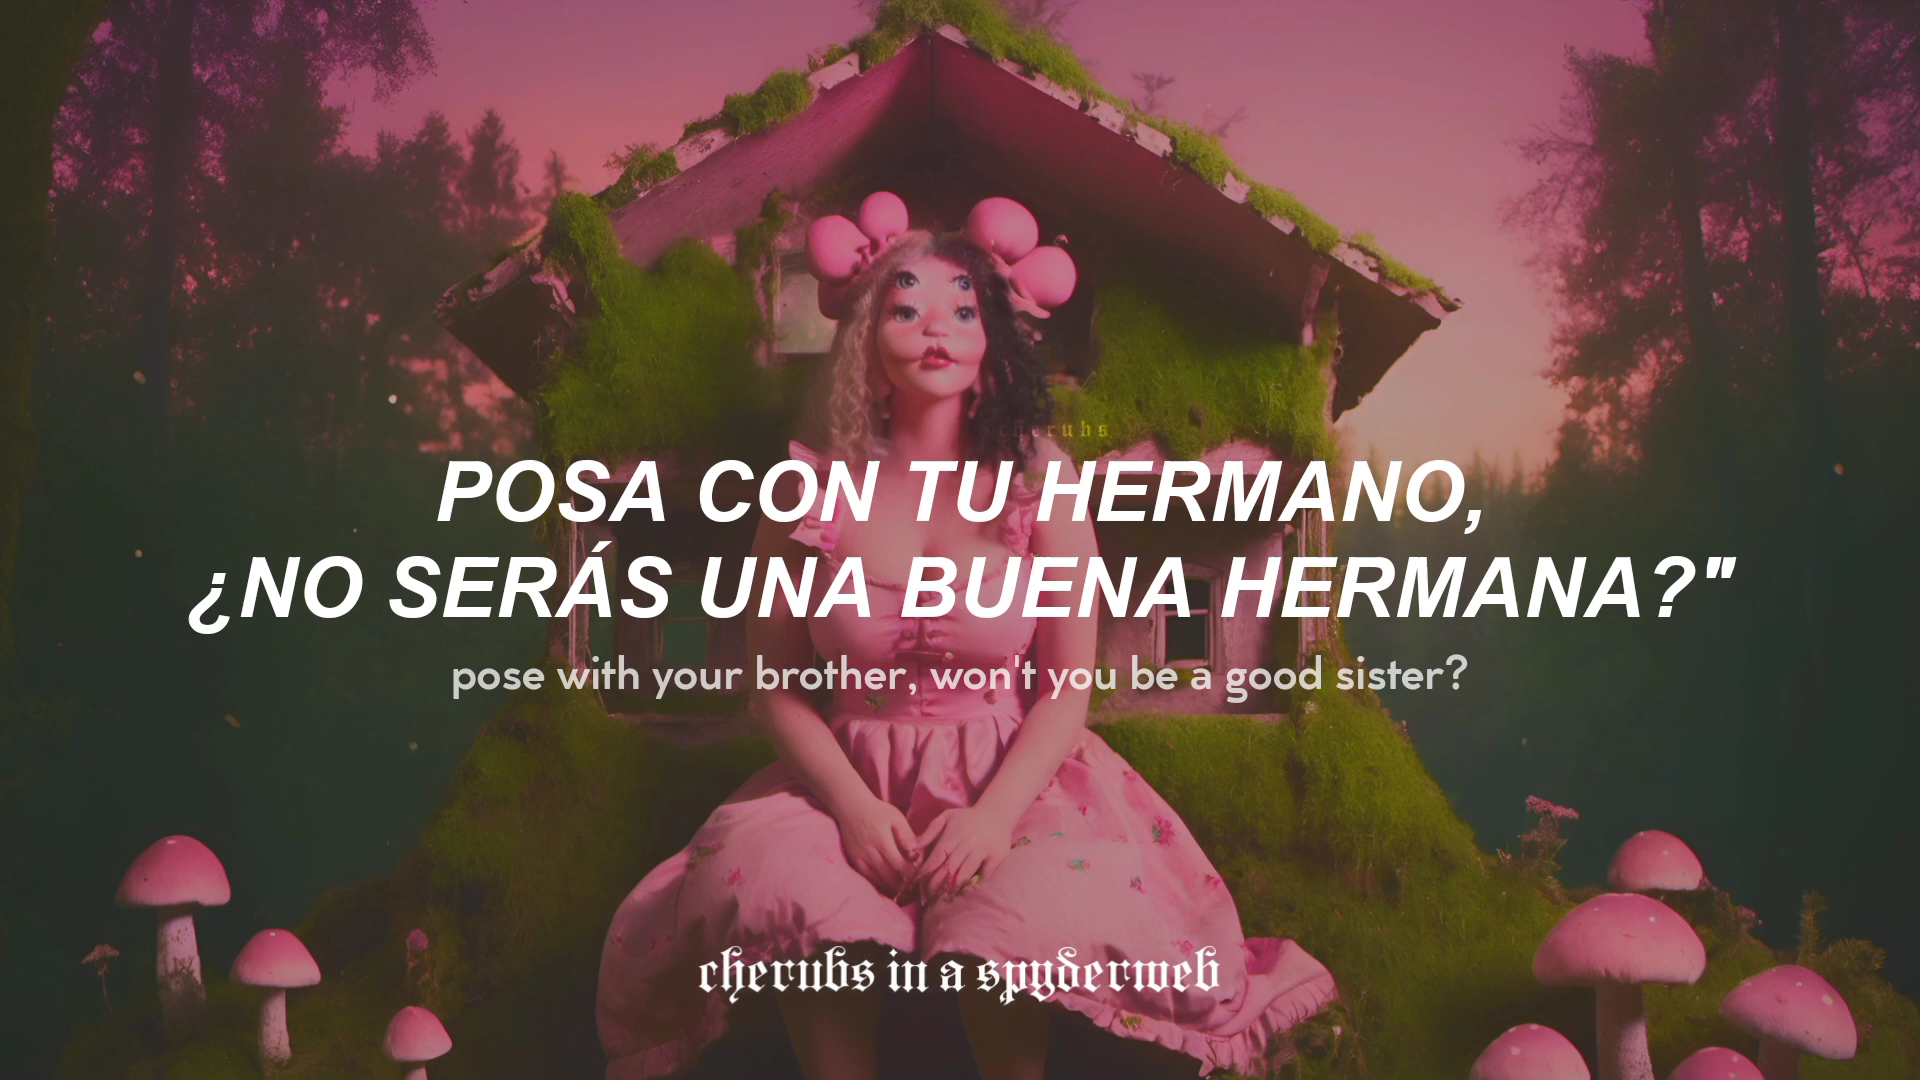 cherubs
POSA CON TU HERMANO,
¿NO SERÁS UNA BUENA HERMANA?"
pose with your brother, won't you be a good sister?
cherubs in a spyderweb